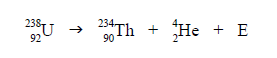 ²³⁸₉₂U → ²³⁴₉₀Th + ⁴₂He + E